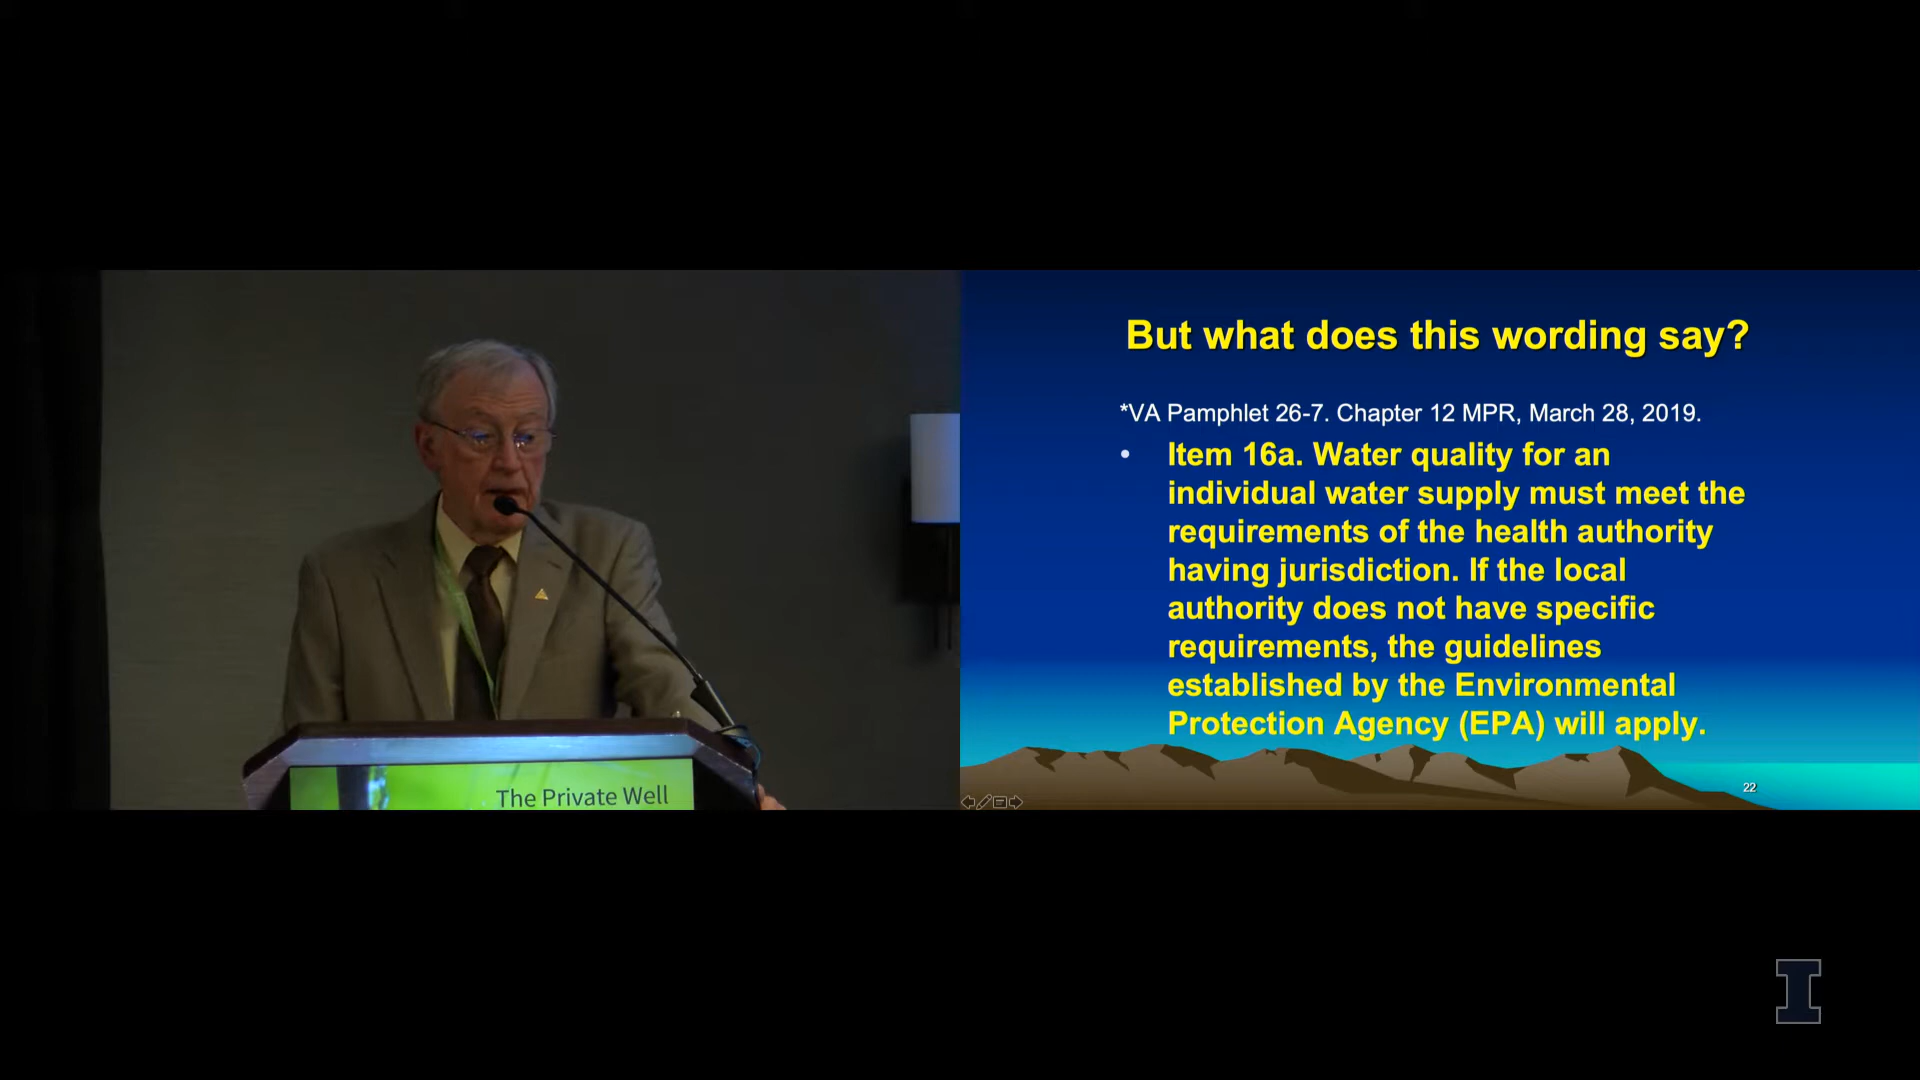 The Private Well
But what does this wording say?
*VA Pamphlet 26-7. Chapter 12 MPR, March 28, 2019.
• Item 16a. Water quality for an
individual water supply must meet the
requirements of the health authority
having jurisdiction. If the local
authority does not have specific
requirements, the guidelines
established by the Environmental
Protection Agency (EPA) will apply.
22
I